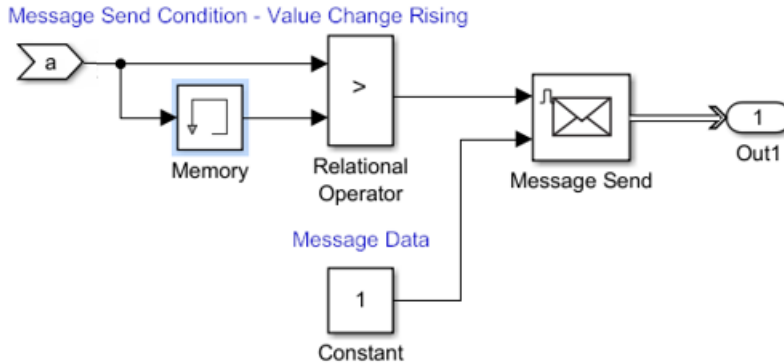 Message Send Condition - Value Change Rising
a
>
Memory
Relational
Operator
Message Send
1
Out1
Message Data
1
Constant